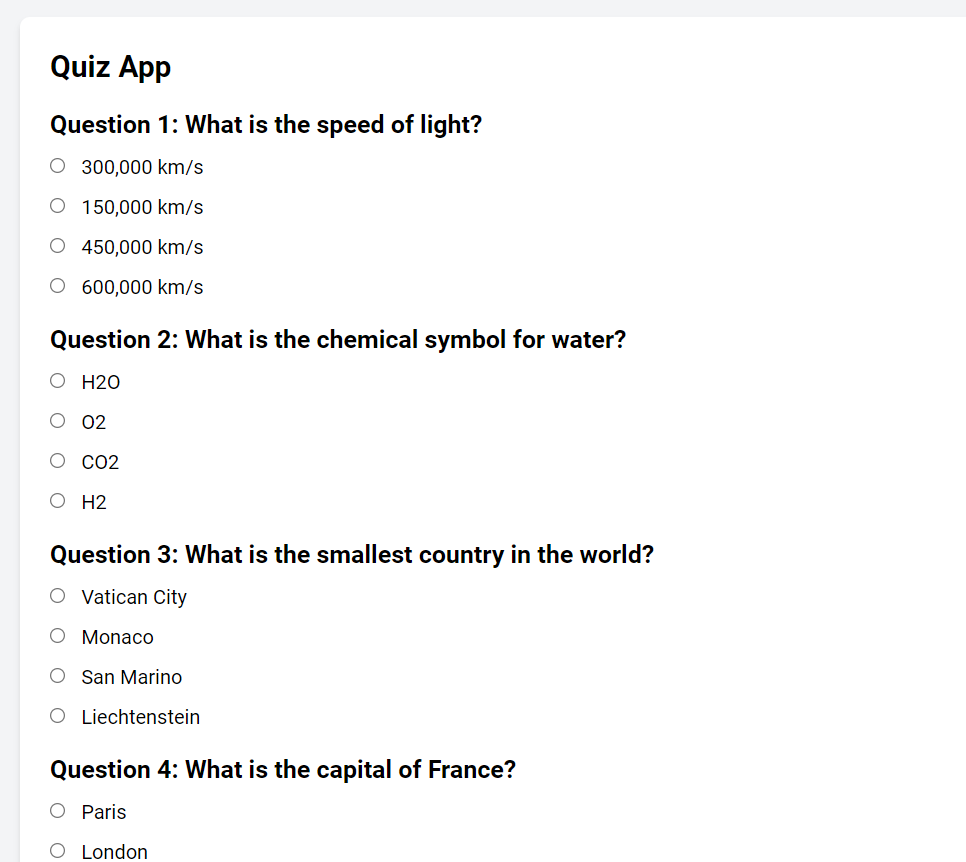 Quiz App
Question 1: What is the speed of light?
300,000 km/s
150,000 km/s
450,000 km/s
600,000 km/s
Question 2: What is the chemical symbol for water?
H2O
O2
CO2
H2
Question 3: What is the smallest country in the world?
Vatican City
Monaco
San Marino
Liechtenstein
Question 4: What is the capital of France?
Paris
London